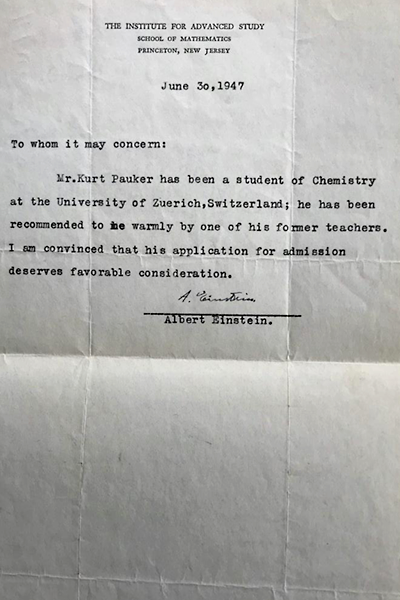 THE INSTITUTE FOR ADVANCED STUDY
SCHOOL OF MATHEMATICS
PRINCETON, NEW JERSEY
June 30,1947
To whom it may concern:
Mr.Kurt Pauker has been a student of Chemistry
at the University of Zuerich,Switzerland; he has been
recommended to me warmly by one of his former teachers.
I am convinced that his application for admission
deserves favorable consideration.
A. Einstein.
Albert Einstein.